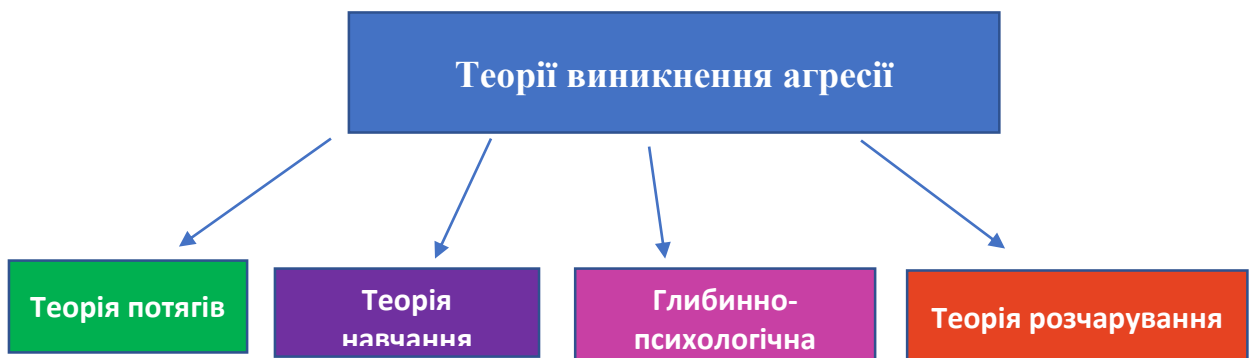 Теорії виникнення агресії
Теорія потягів
Теорія
навчання
Глибинно-
психологічна
Теорія розчарування